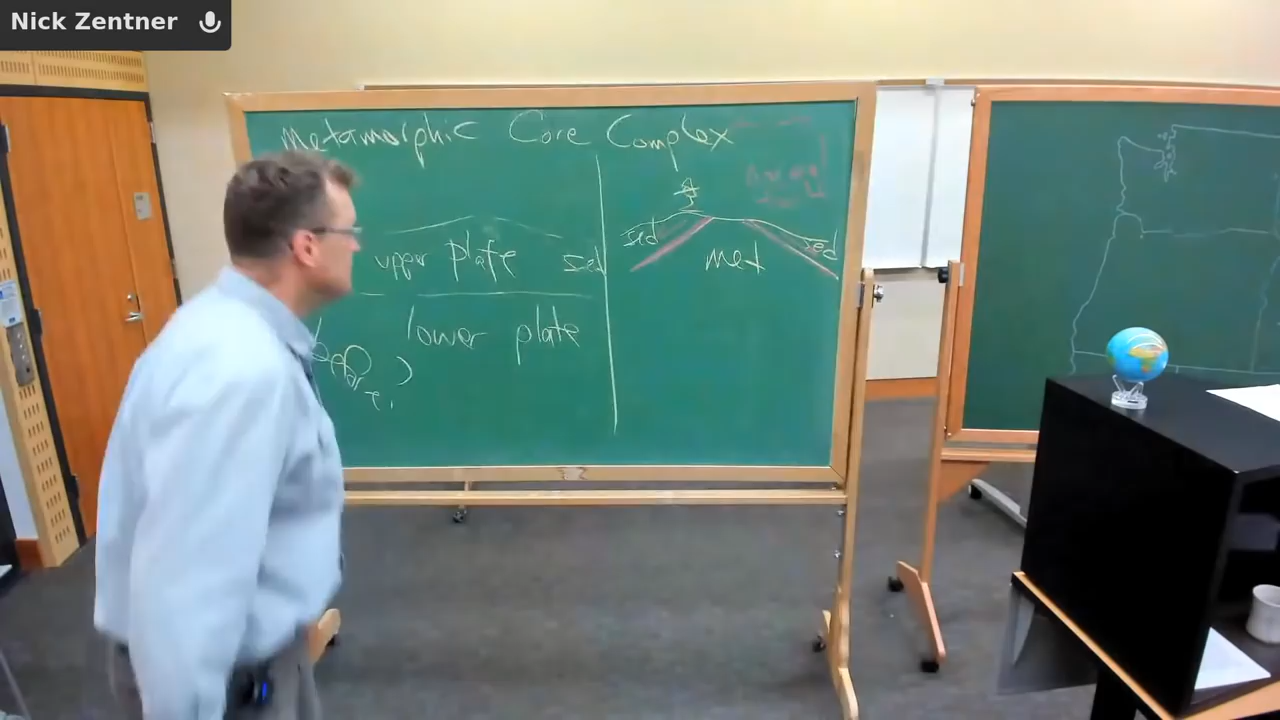 Nick Zentner
Metamorphic Core Complex
upper plate sed
lower plate
sed met sed